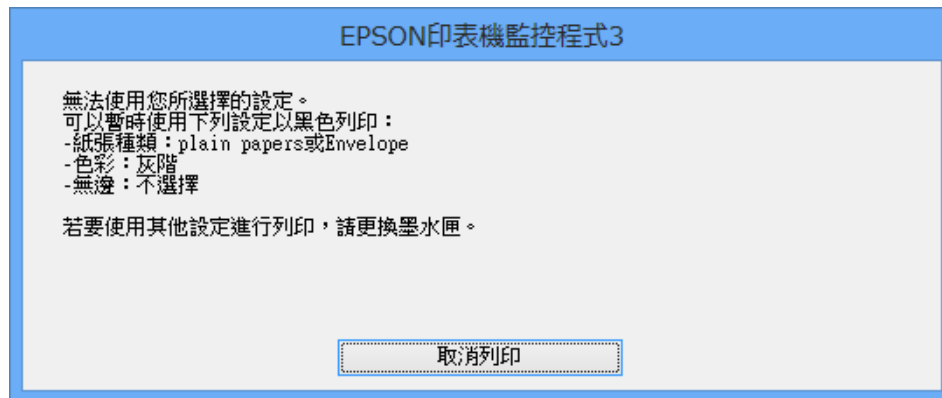 EPSON印表機監控程式3
無法使用您所選擇的設定。
可以暫時使用下列設定以黑色列印：
-紙張種類：plain papers或Envelope
-色彩：灰階
-無邊：不選擇
若要使用其他設定進行列印，請更換墨水匣。
取消列印